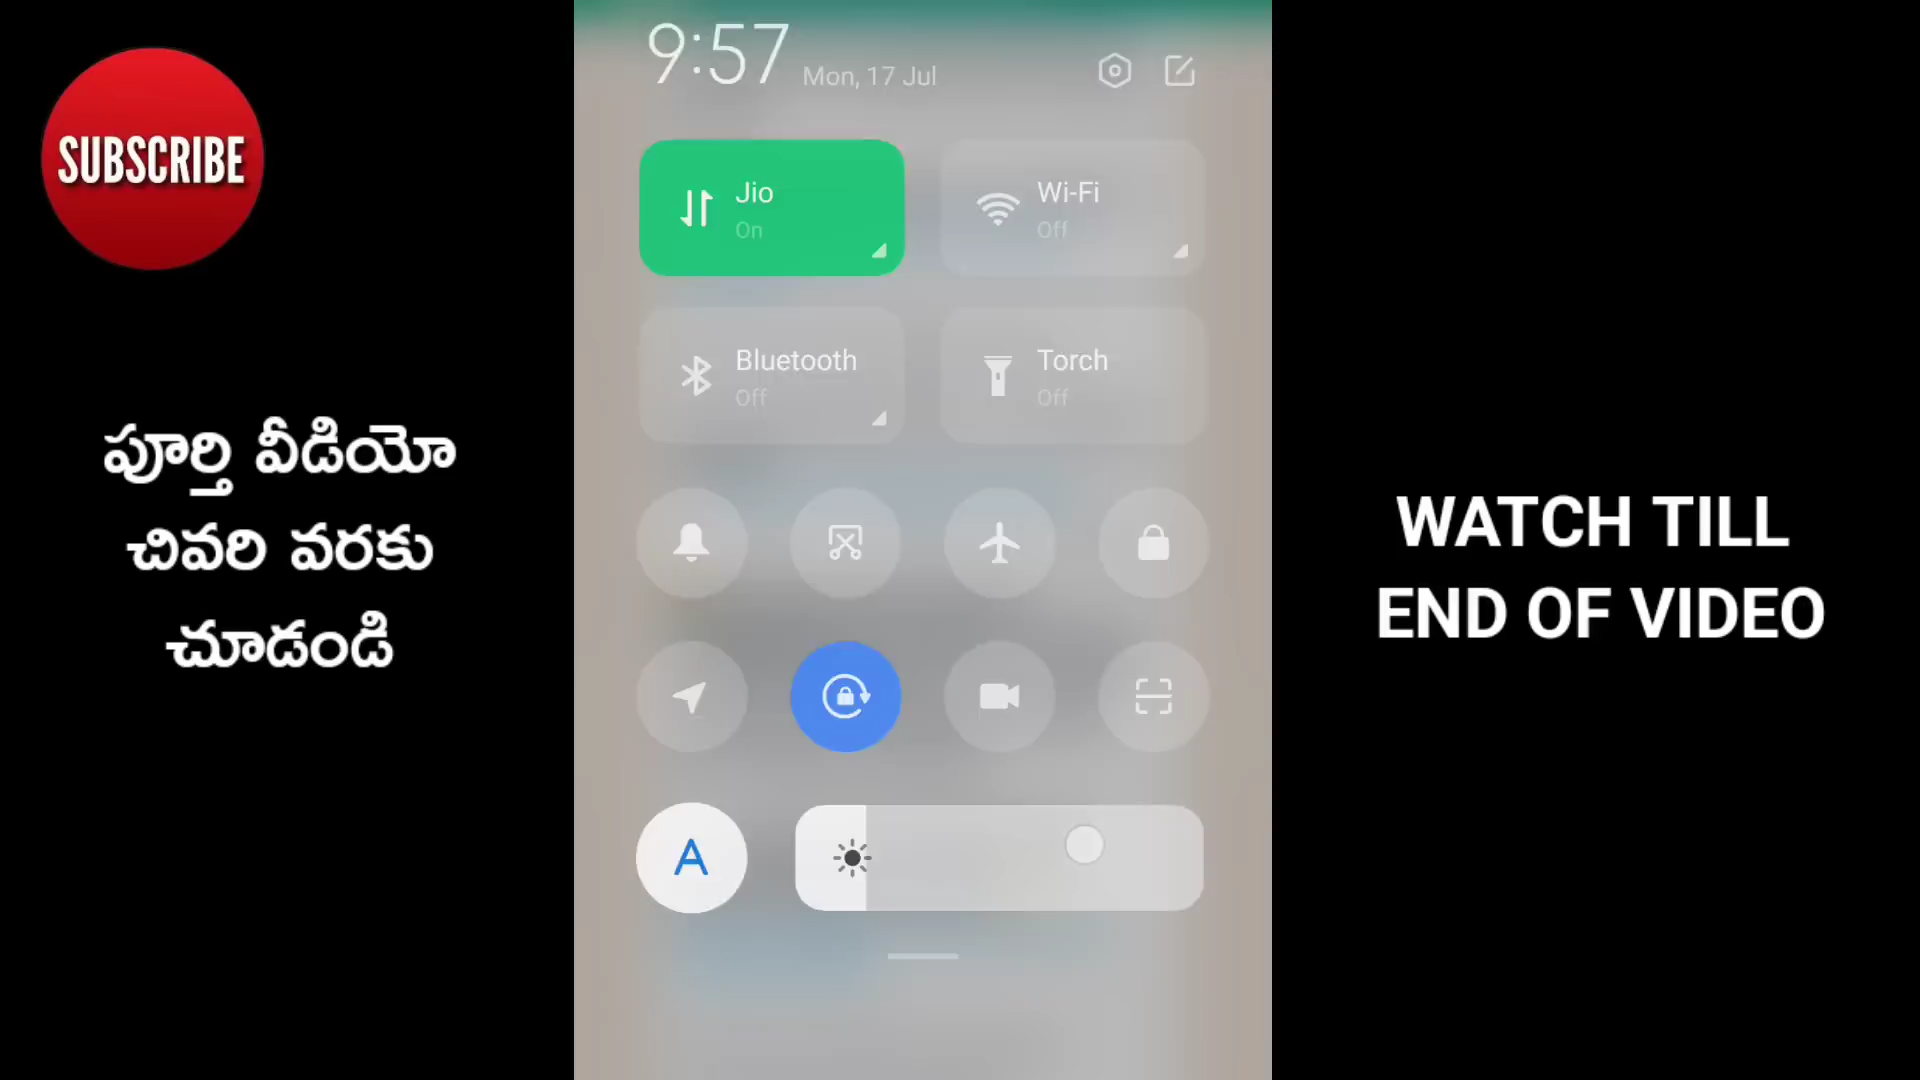 SUBSCRIBE
పూర్తి వీడియో
చివరి వరకు
చూడండి
9:57
Mon, 17 Jul
Jio
On
Wi-Fi
Off
Bluetooth
Off
Torch
Off
A
WATCH TILL
END OF VIDEO